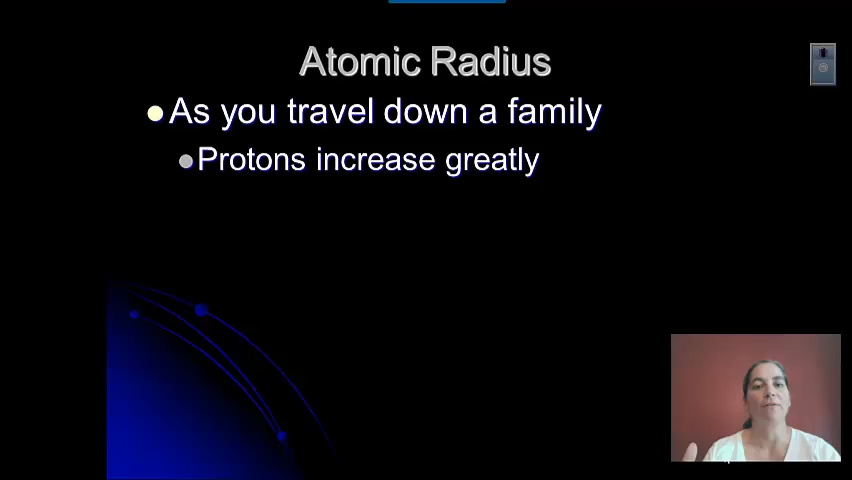 Atomic Radius
As you travel down a family
Protons increase greatly